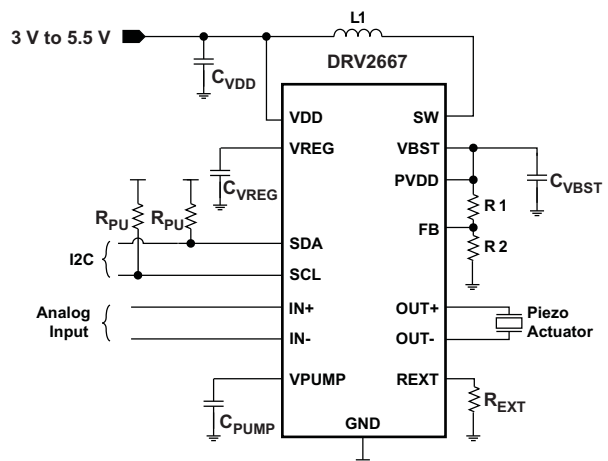 L1
3 V to 5.5 V
DRV2667
CVDD
VDD
SW
VREG
VBST
CVREG
PVDD
CVBST
RPU
RPU
R 1
FB
R 2
SDA
I2C
SCL
Analog
Input
IN+
IN-
OUT+
OUT-
Piezo
Actuator
VPUMP
REXT
CPUMP
REXT
GND